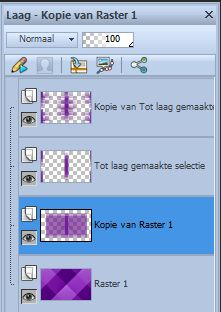 Laag - Kopie van Raster 1
Normaal
100
Kopie van Tot laag gemaakte
Tot laag gemaakte selectie
Kopie van Raster 1
Raster 1